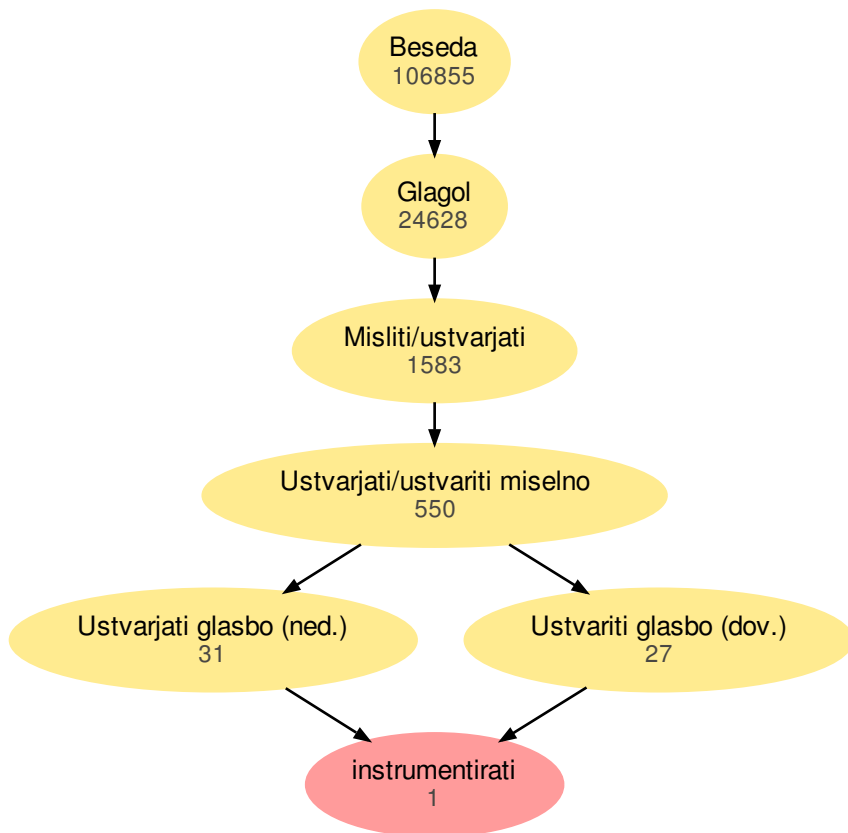 Beseda
106855
Glagol
24628
Misliti/ustvarjati
1583
Ustvarjati/ustvariti miselno
550
Ustvarjati glasbo (ned.)
31
Ustvariti glasbo (dov.)
27
instrumentirati
1